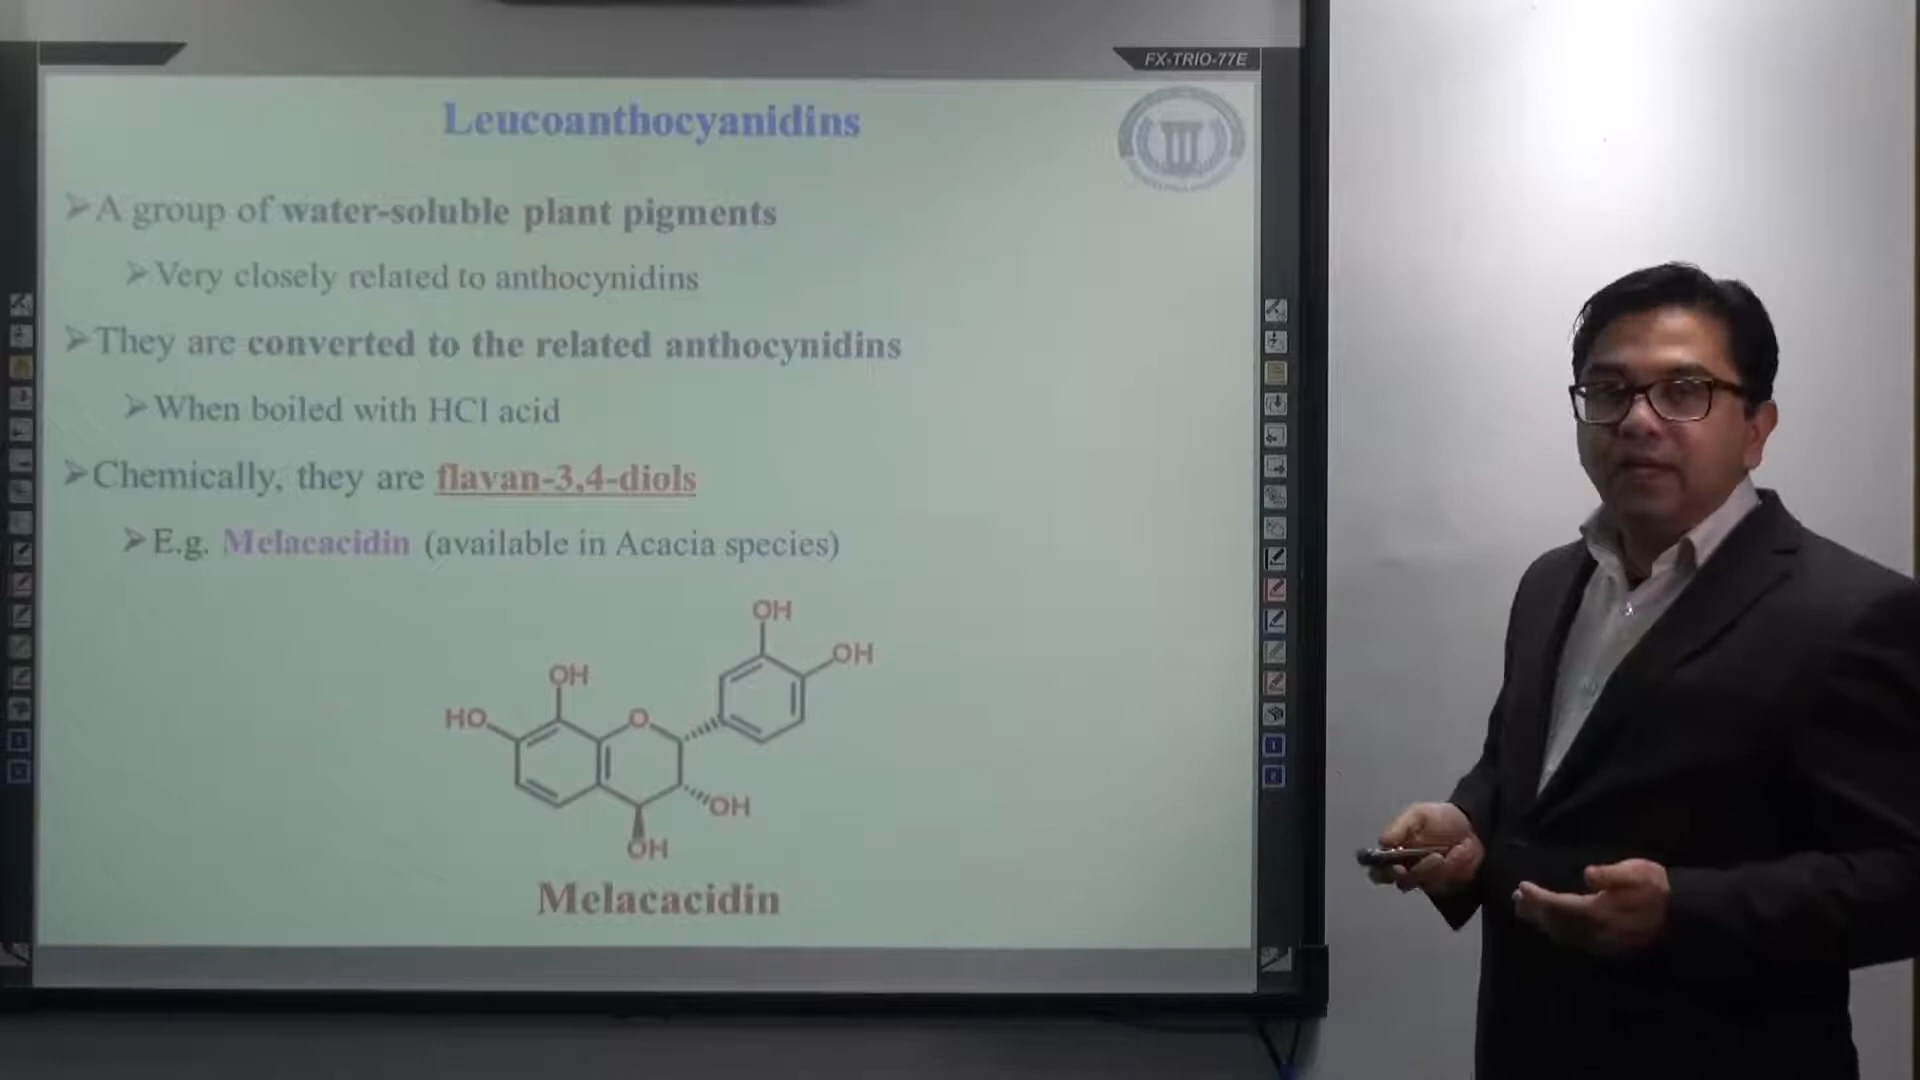 FX-TRIO-77E
Leucoanthocyanidins
➢A group of water-soluble plant pigments
➢Very closely related to anthocynidins
➢They are converted to the related anthocynidins
➢When boiled with HCl acid
➢Chemically, they are flavan-3,4-diols
➢E.g. Melacacidin (available in Acacia species)
OH
OH
OH
HO
O
OH
OH
Melacacidin